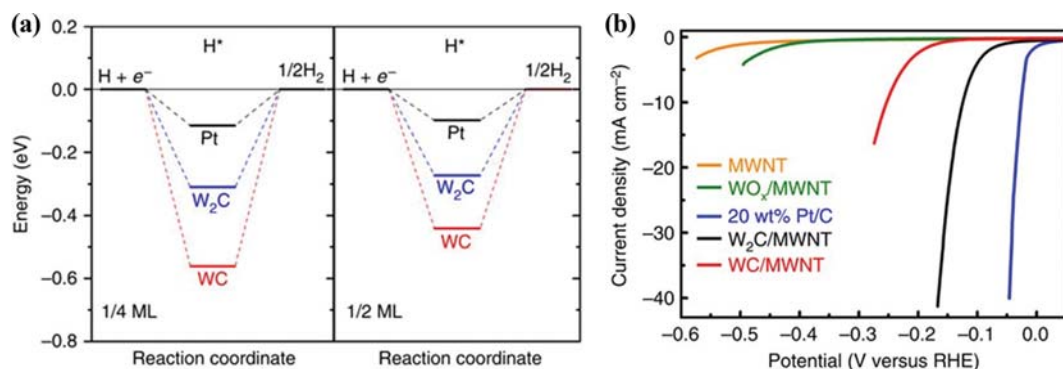 (a)
0.2
0.0
−0.2
−0.4
−0.6
−0.8
Energy (eV)
H*
H + e⁻
1/2H₂
Pt
W₂C
WC
1/4 ML
Reaction coordinate
H*
H + e⁻
1/2H₂
Pt
W₂C
WC
1/2 ML
Reaction coordinate
(b)
0
−10
−20
−30
−40
Current density (mA cm⁻²)
MWNT
WOₓ/MWNT
20 wt% Pt/C
W₂C/MWNT
WC/MWNT
−0.6 −0.5 −0.4 −0.3 −0.2 −0.1 0.0
Potential (V versus RHE)